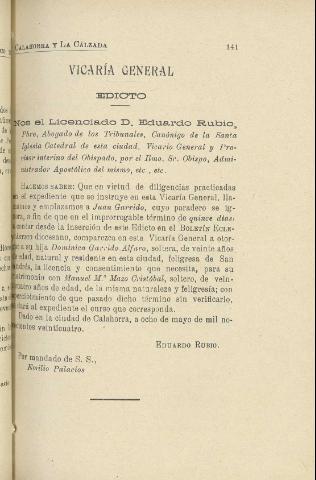 Calahorra y La Calzada 141
VICARÍA GENERAL
EDICTO
Nos el Licenciado D. Eduardo Rubio,
Pbro, Abogado de los Tribunales, Canónigo de la Santa
Iglesia Catedral de esta ciudad, Vicario General y Pro-
visor interino del Obispado, por el Ilmo. Sr. Obispo, Admi-
nistrador Apostólico del mismo, etc., etc.
Hacemos saber: Que en virtud de diligencias practicadas
en el expediente que se instruye en esta Vicaría General, lla-
mamos y emplazamos a Juan Garrido, cuyo paradero se ig-
nora, a fin de que en el improrrogable término de quince días
a contar desde la inserción de este Edicto en el Boletín Ecle-
siástico diocesano, comparezca en esta Vicaría General a otor-
gar a su hija Dominica Garrido Alfaro, soltera, de veinte años
de edad, natural y residente en esta ciudad, feligresa de San
Andrés, la licencia y consentimiento que necesita, para su
matrimonio con Manuel M.ª Mazo Cristóbal, soltero, de vein-
cuatro años de edad, de la misma naturaleza y feligresía; con
apercibimiento de que pasado dicho término sin verificarlo,
se dará al expediente el curso que corresponda.
Dado en la ciudad de Calahorra, a ocho de mayo de mil no-
vecientos veinticuatro.
Eduardo Rubio.
Por mandado de S. S.,
Emilio Palacios